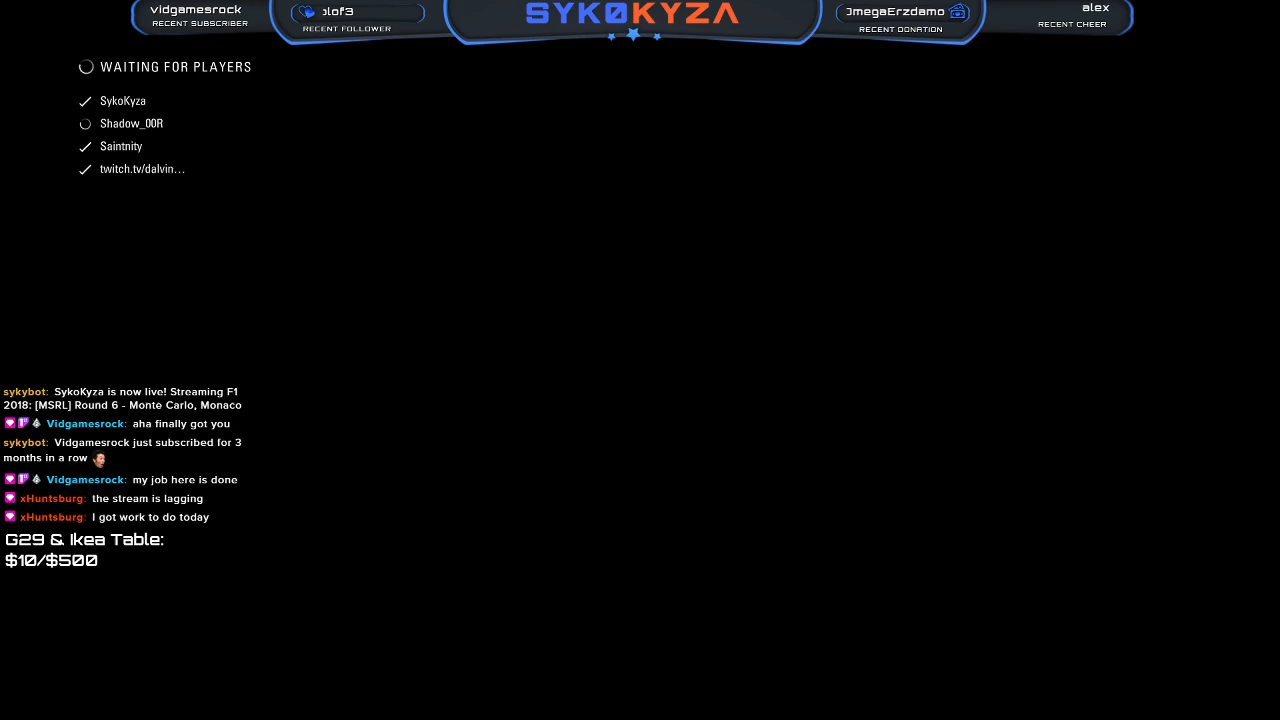 vidgamesrock
RECENT SUBSCRIBER
RECENT FOLLOWER
SYKOKYZA
RECENT DONATION
alex
RECENT CHEER
WAITING FOR PLAYERS
SykoKyza
Shadow_00R
Saintnity
twitch.tv/dalvin...
sykybot: SykoKyza is now live! Streaming F1
2018: [MSRL] Round 6 - Monte Carlo, Monaco
Vidgamesrock: aha finally got you
sykybot: Vidgamesrock just subscribed for 3
months in a row
Vidgamesrock: my job here is done
xHuntsburg: the stream is lagging
xHuntsburg: I got work to do today
G29 & Ikea Table:
$10/$500